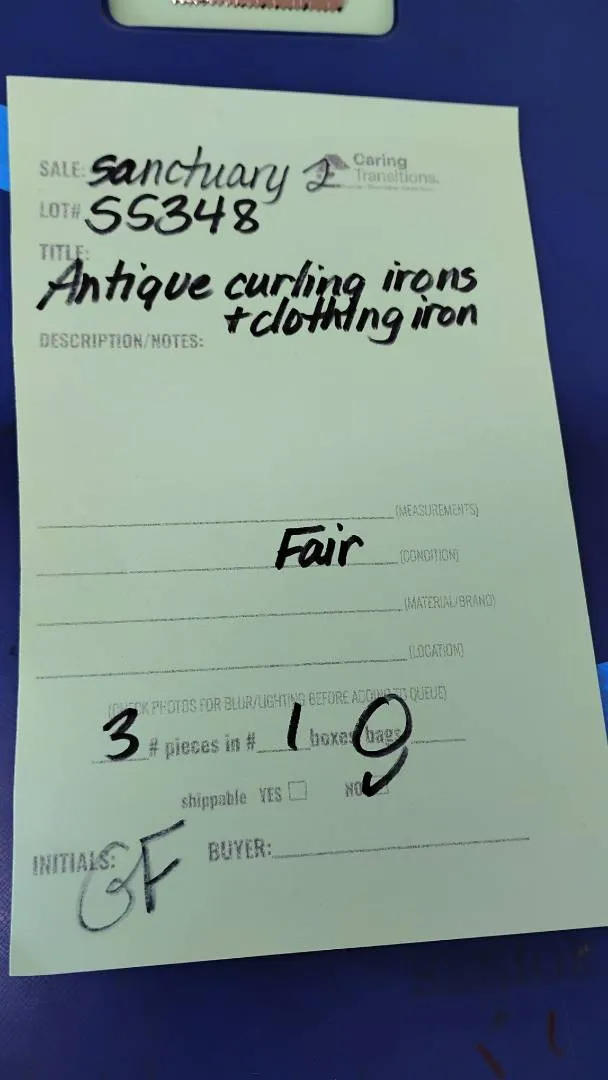 SALE: Sanctuary 2 Caring Transitions.
LOT# SS348
TITLE:
Antique curling irons
+ clothing iron
DESCRIPTION/NOTES:
(MEASUREMENTS)
Fair (CONDITION)
(MATERIAL/BRAND)
(LOCATION)
(CHECK PHOTOS FOR BLUR/LIGHTING BEFORE ADDING TO QUEUE)
3 # pieces in # 1 boxes/bags
shippable YES NO
INITIALS: GF BUYER: